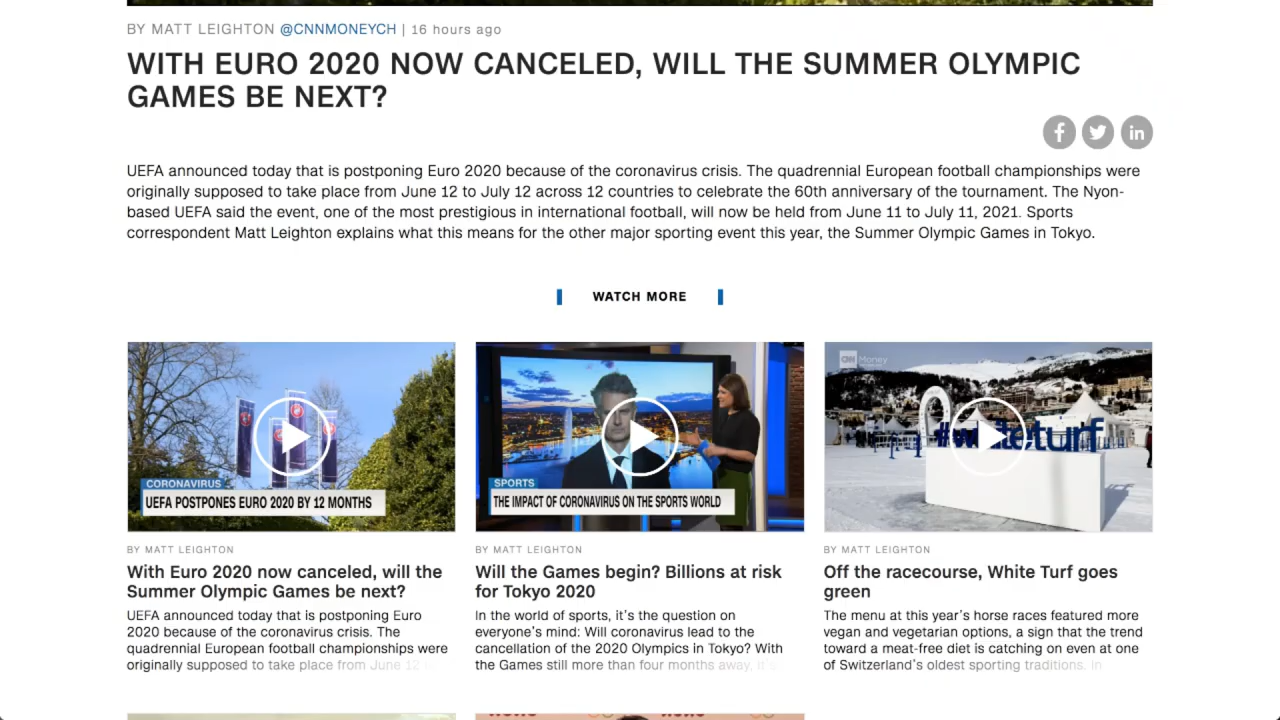 BY MATT LEIGHTON @CNNMONEYCH | 16 hours ago
WITH EURO 2020 NOW CANCELED, WILL THE SUMMER OLYMPIC
GAMES BE NEXT?
UEFA announced today that is postponing Euro 2020 because of the coronavirus crisis. The quadrennial European football championships were
originally supposed to take place from June 12 to July 12 across 12 countries to celebrate the 60th anniversary of the tournament. The Nyon-
based UEFA said the event, one of the most prestigious in international football, will now be held from June 11 to July 11, 2021. Sports
correspondent Matt Leighton explains what this means for the other major sporting event this year, the Summer Olympic Games in Tokyo.
WATCH MORE
CORONAVIRUS
UEFA POSTPONES EURO 2020 BY 12 MONTHS
BY MATT LEIGHTON
With Euro 2020 now canceled, will the
Summer Olympic Games be next?
UEFA announced today that is postponing Euro
2020 because of the coronavirus crisis. The
quadrennial European football championships were
originally supposed to take place from June 12 to
SPORTS
THE IMPACT OF CORONAVIRUS ON THE SPORTS WORLD
BY MATT LEIGHTON
Will the Games begin? Billions at risk
for Tokyo 2020
In the world of sports, it's the question on
everyone's mind: Will coronavirus lead to the
cancellation of the 2020 Olympics in Tokyo? With
the Games still more than four months away, it's
CNN Money
#whiteturf
BY MATT LEIGHTON
Off the racecourse, White Turf goes
green
The menu at this year's horse races featured more
vegan and vegetarian options, a sign that the trend
toward a meat-free diet is catching on even at one
of Switzerland's oldest sporting traditions. In